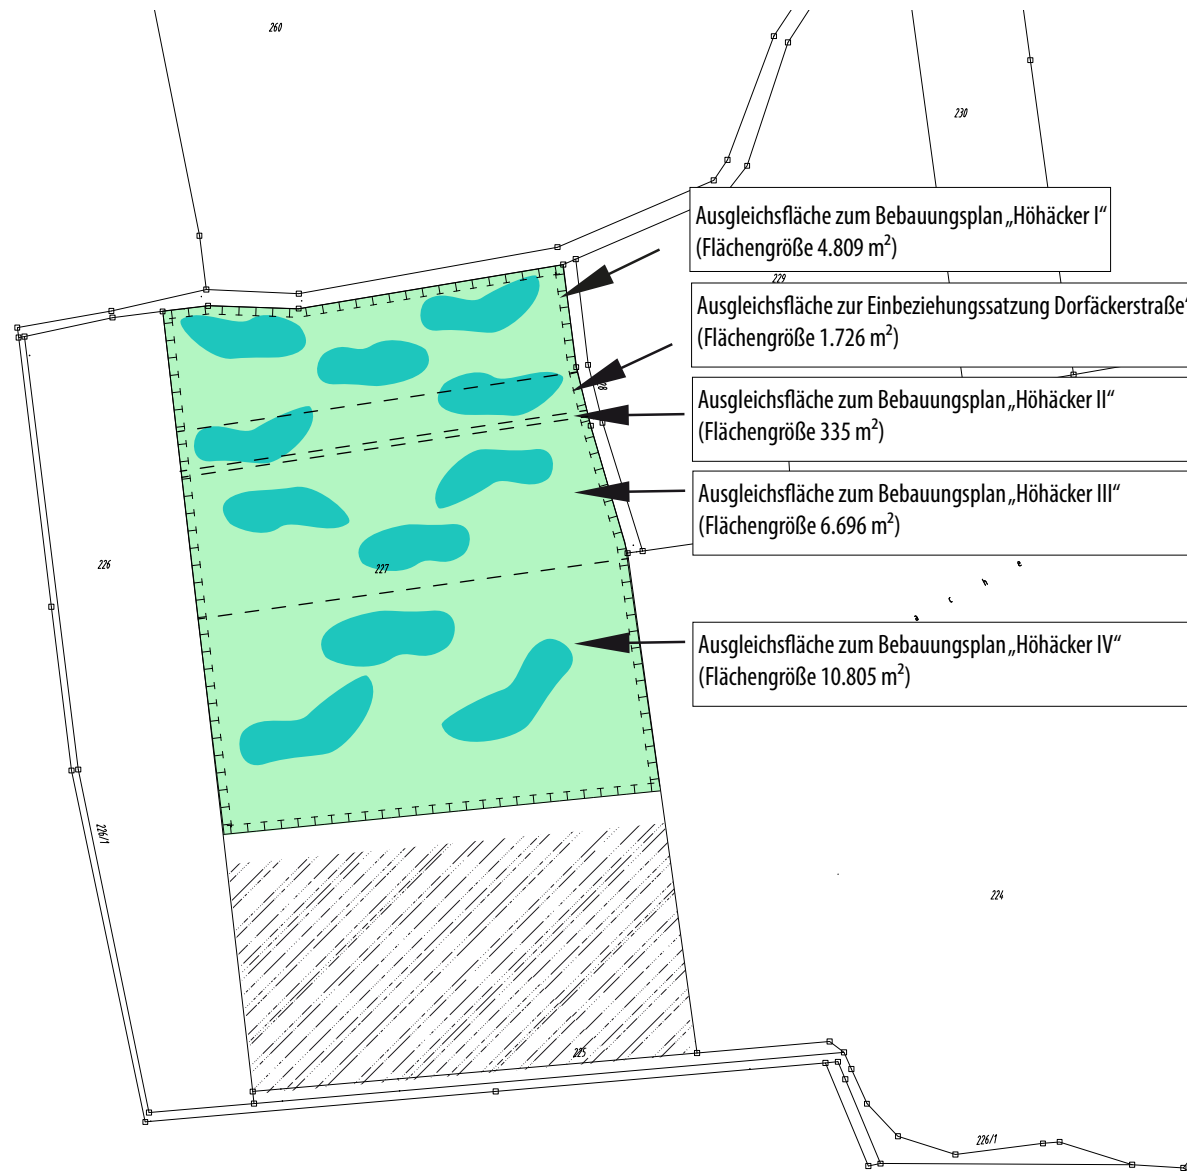 260
230
Ausgleichsfläche zum Bebauungsplan „Höhäcker I“
(Flächengröße 4.809 m²)
229
Ausgleichsfläche zur Einbeziehungssatzung Dorfäckerstraße“
(Flächengröße 1.726 m²)
Ausgleichsfläche zum Bebauungsplan „Höhäcker II“
(Flächengröße 335 m²)
Ausgleichsfläche zum Bebauungsplan „Höhäcker III“
(Flächengröße 6.696 m²)
226
227
a c h e
Ausgleichsfläche zum Bebauungsplan „Höhäcker IV“
(Flächengröße 10.805 m²)
226/1
224
225
226/1